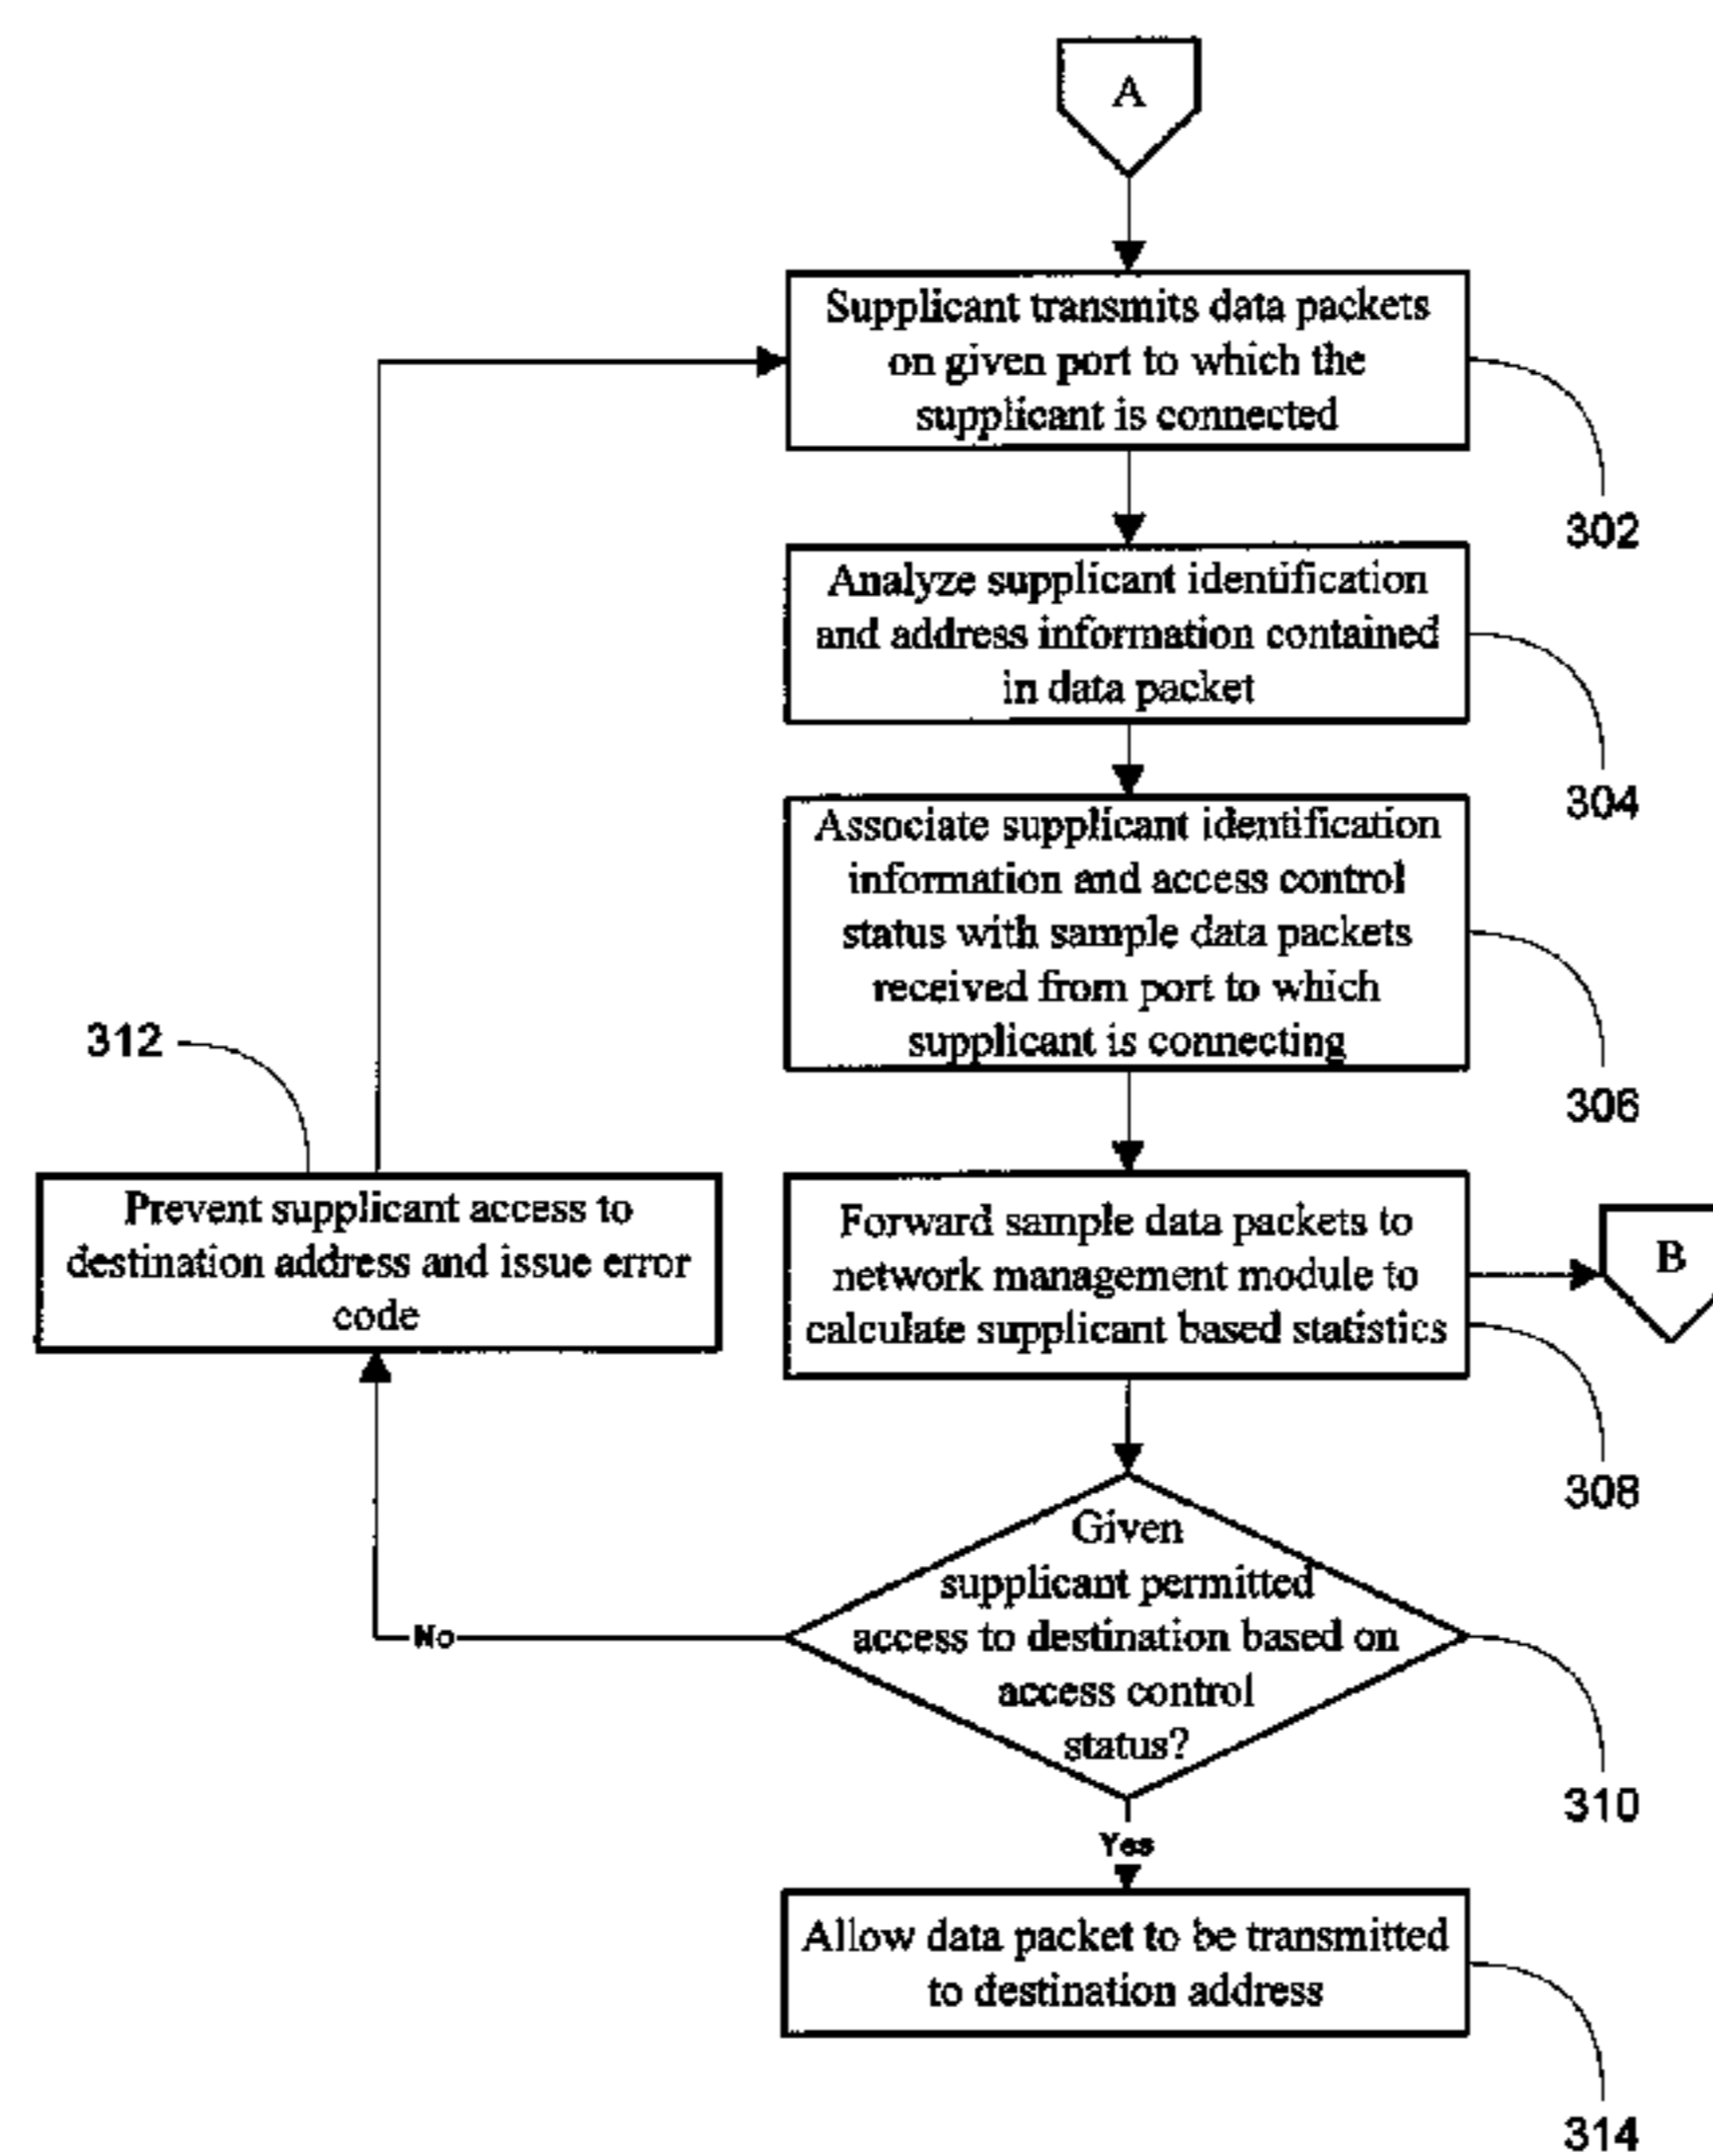 A
Supplicant transmits data packets
on given port to which the
supplicant is connected
302
Analyze supplicant identification
and address information contained
in data packet
304
Associate supplicant identification
information and access control
status with sample data packets
received from port to which
supplicant is connecting
306
312
Prevent supplicant access to
destination address and issue error
code
Forward sample data packets to
network management module to
calculate supplicant based statistics
B
308
Given
supplicant permitted
access to destination based on
access control
status?
No
310
Yes
Allow data packet to be transmitted
to destination address
314